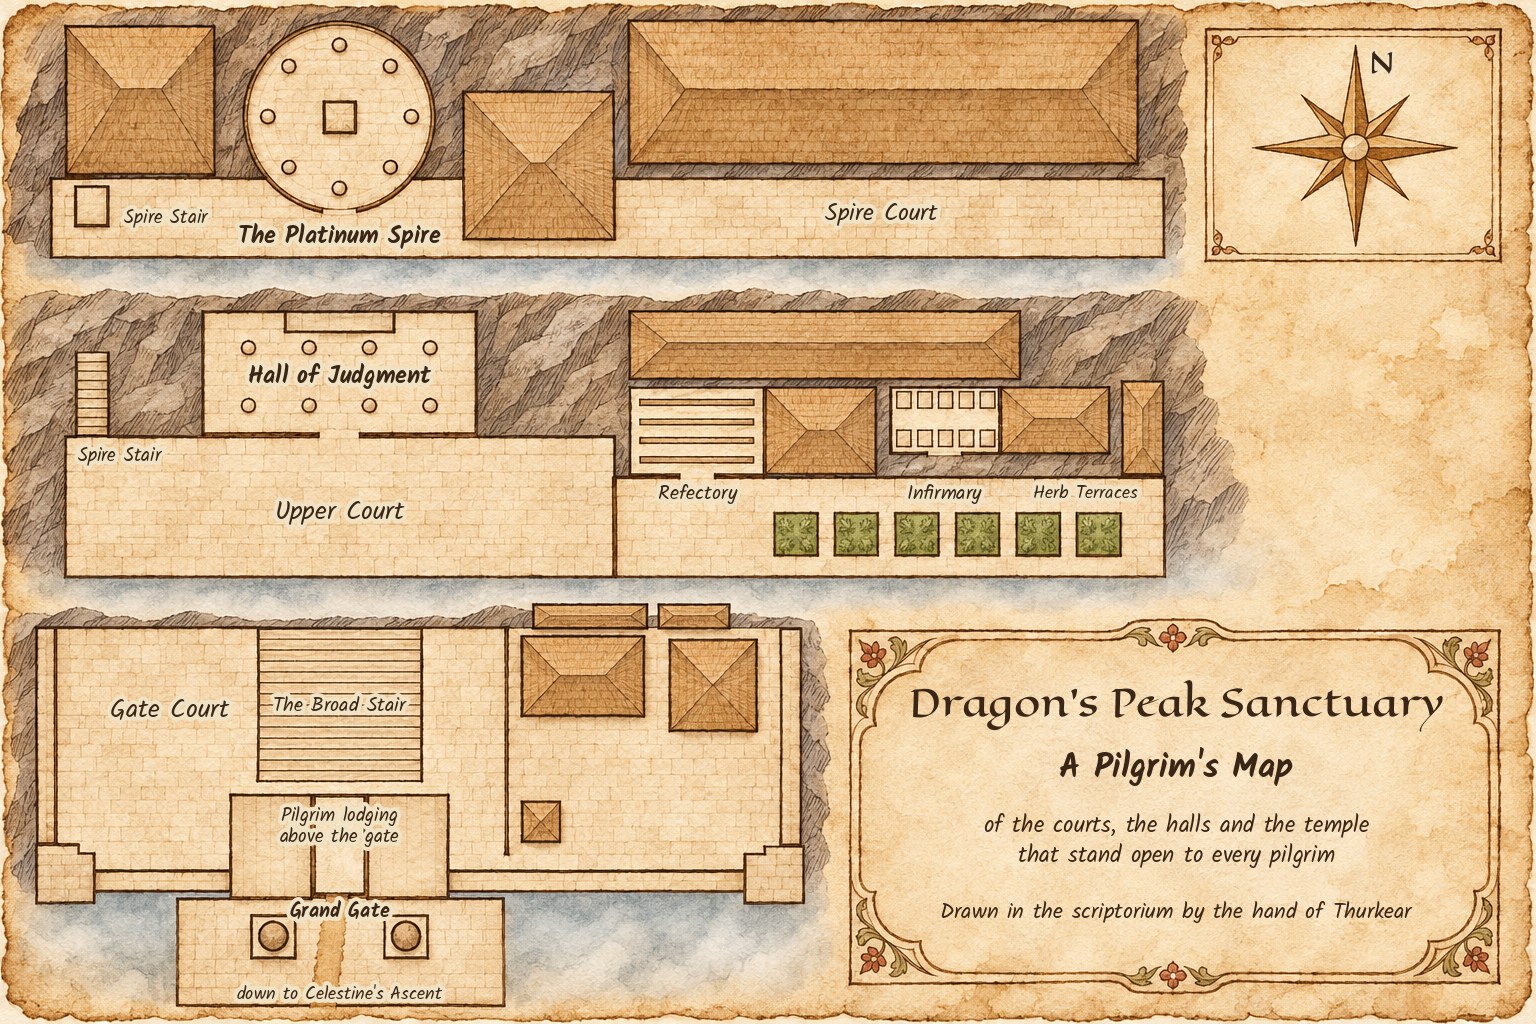 N
Spire Stair
The Platinum Spire
Spire Court
Hall of Judgment
Spire Stair
Upper Court
Refectory
Infirmary
Herb Terraces
Gate Court
The Broad Stair
Pilgrim lodging
above the gate
Grand Gate
down to Celestine's Ascent
Dragon's Peak Sanctuary
A Pilgrim's Map
of the courts, the halls and the temple
that stand open to every pilgrim
Drawn in the scriptorium by the hand of Thurkear